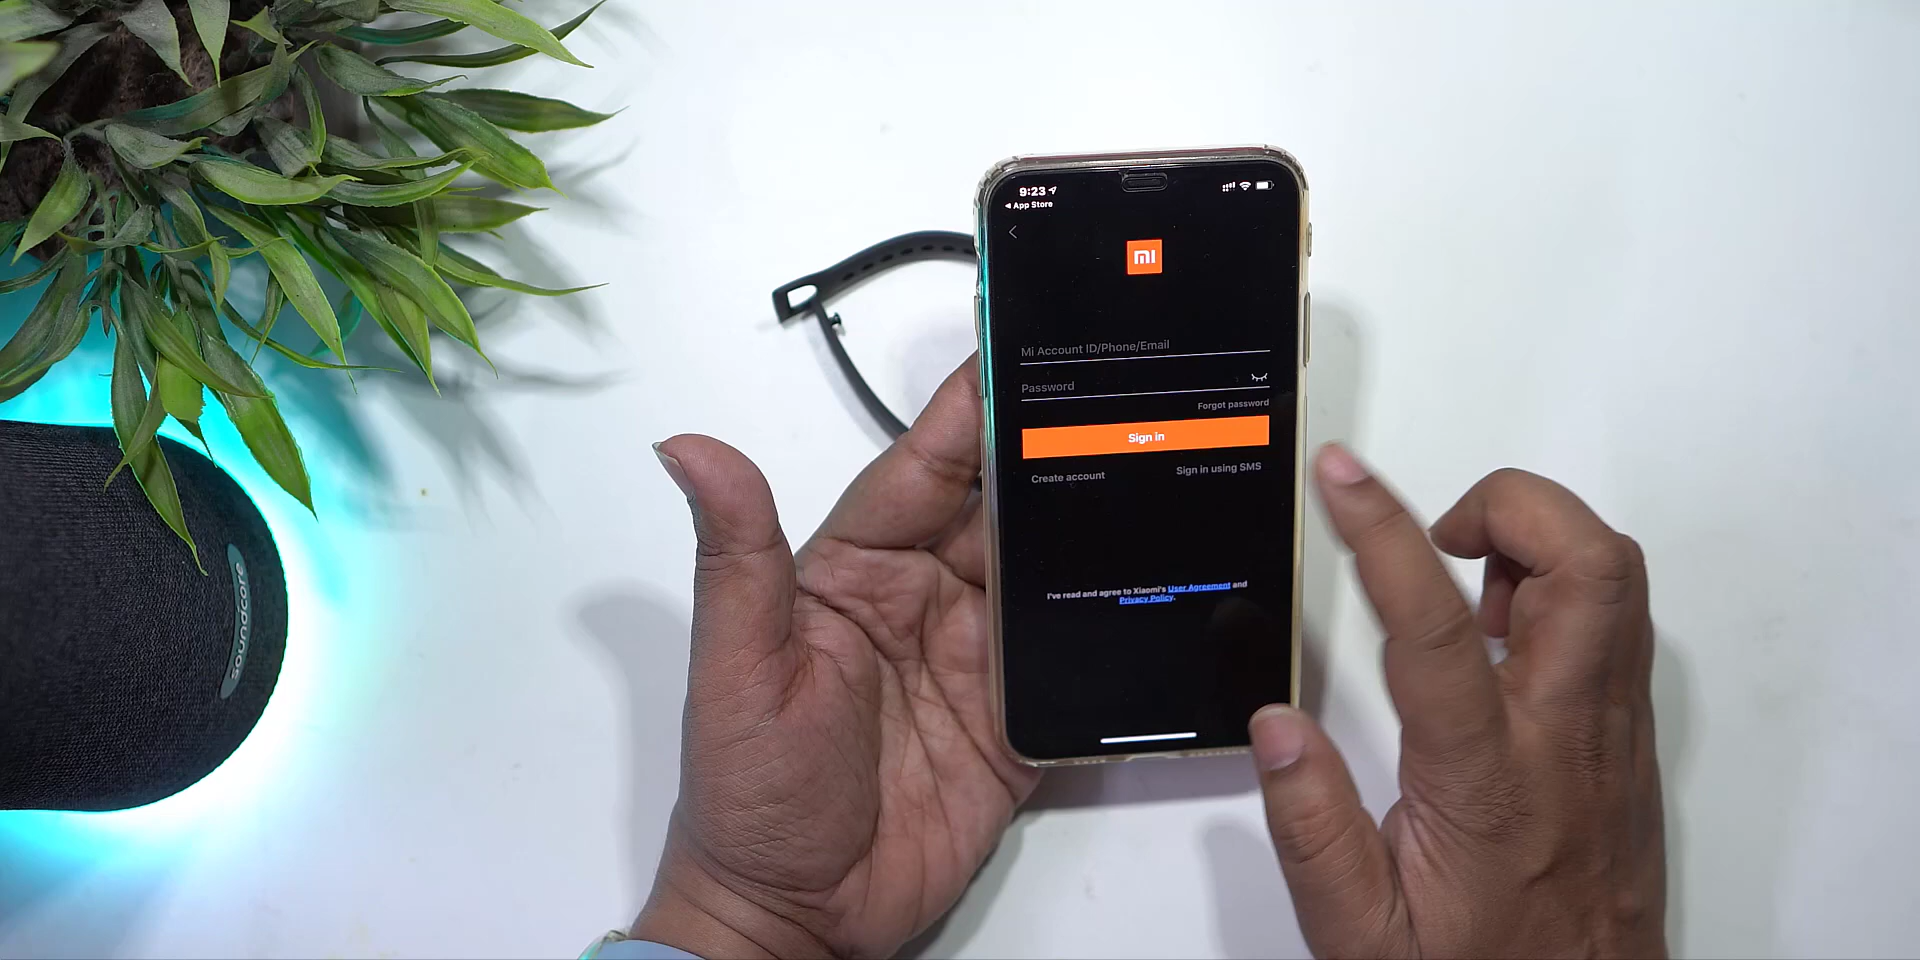 9:23
App Store
mi
Mi Account ID/Phone/Email
Password
Forgot password
Sign in
Create account
Sign in using SMS
I've read and agree to Xiaomi's User Agreement and
Privacy Policy.
soundcore